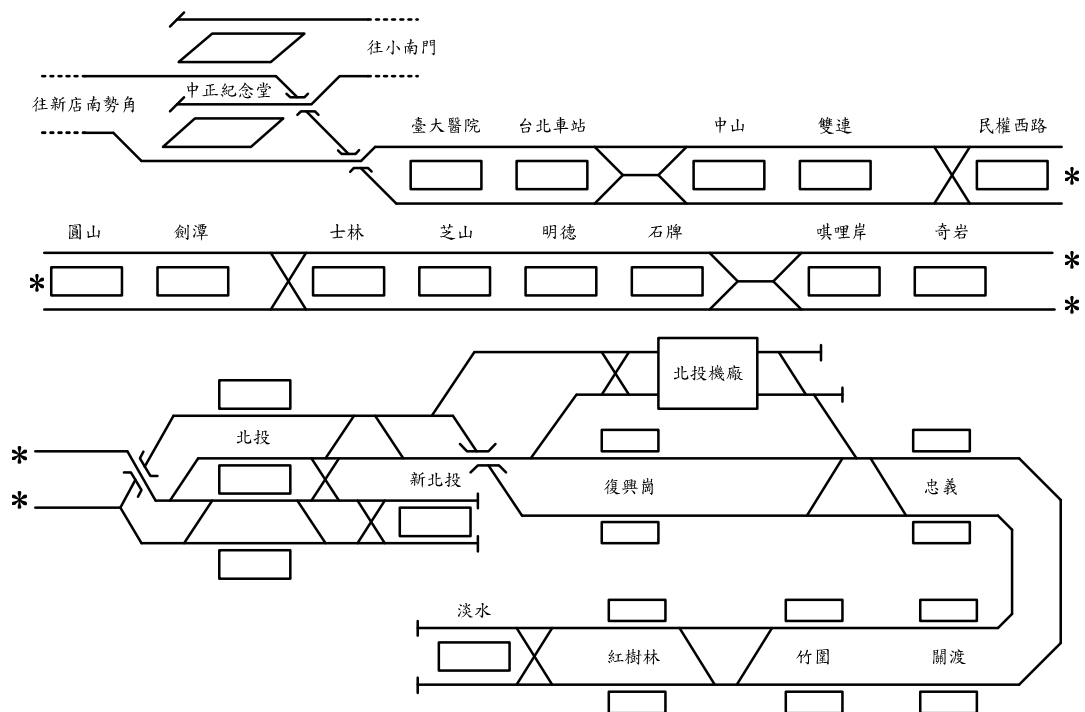 往小南門
中正紀念堂
往新店南勢角
臺大醫院 台北車站 中山 雙連 民權西路
*
圓山 劍潭 士林 芝山 明德 石牌 唭哩岸 奇岩
* * *
北投機廠
北投
* 新北投 復興崗 忠義
*
淡水
紅樹林 竹圍 關渡